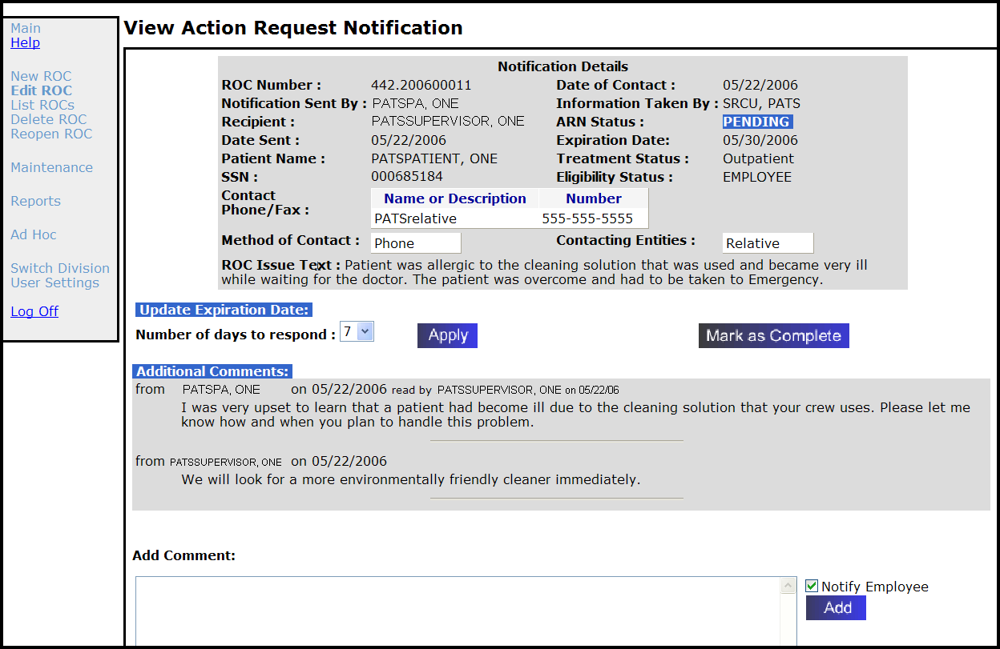 View Action Request Notification
Main
Help
New ROC
Edit ROC
List ROCs
Delete ROC
Reopen ROC
Maintenance
Reports
Ad Hoc
Switch Division
User Settings
Log Off
Notification Details
ROC Number : 442.200600011 Date of Contact : 05/22/2006
Notification Sent By : PATSPA, ONE Information Taken By : SRCU, PATS
Recipient : PATSSUPERVISOR, ONE ARN Status : PENDING
Date Sent : 05/22/2006 Expiration Date: 05/30/2006
Patient Name : PATSPATIENT, ONE Treatment Status : Outpatient
SSN : 000685184 Eligibility Status : EMPLOYEE
Contact
Phone/Fax :
Name or Description Number
PATSrelative 555-555-5555
Method of Contact : Phone Contacting Entities : Relative
ROC Issue Text : Patient was allergic to the cleaning solution that was used and became very ill
while waiting for the doctor. The patient was overcome and had to be taken to Emergency.
Update Expiration Date:
Number of days to respond : 7 Apply Mark as Complete
Additional Comments:
from PATSPA, ONE on 05/22/2006 read by PATSSUPERVISOR, ONE on 05/22/06
I was very upset to learn that a patient had become ill due to the cleaning solution that your crew uses. Please let me
know how and when you plan to handle this problem.
from PATSSUPERVISOR, ONE on 05/22/2006
We will look for a more environmentally friendly cleaner immediately.
Add Comment:
Notify Employee
Add